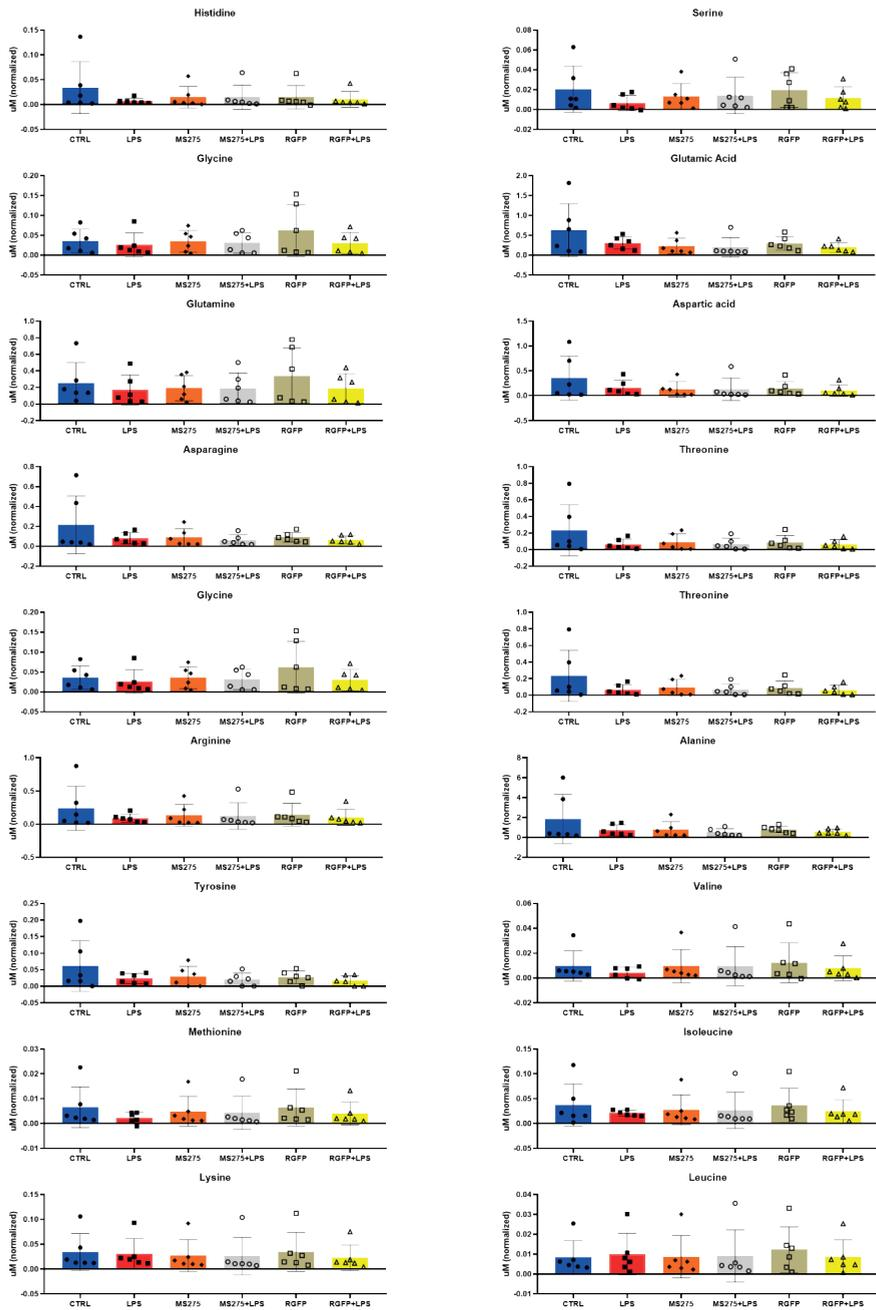 Histidine
uM (normalized)
0.15
0.10
0.05
0.00
-0.05
CTRL LPS MS275 MS275+LPS RGFP RGFP+LPS
Serine
uM (normalized)
0.08
0.06
0.04
0.02
0.00
-0.02
CTRL LPS MS275 MS275+LPS RGFP RGFP+LPS
Glycine
uM (normalized)
0.20
0.15
0.10
0.05
0.00
-0.05
CTRL LPS MS275 MS275+LPS RGFP RGFP+LPS
Glutamic Acid
uM (normalized)
2.0
1.5
1.0
0.5
0.0
-0.5
CTRL LPS MS275 MS275+LPS RGFP RGFP+LPS
Glutamine
uM (normalized)
1.0
0.8
0.6
0.4
0.2
0.0
-0.2
CTRL LPS MS275 MS275+LPS RGFP RGFP+LPS
Aspartic acid
uM (normalized)
1.5
1.0
0.5
0.0
-0.5
CTRL LPS MS275 MS275+LPS RGFP RGFP+LPS
Asparagine
uM (normalized)
0.8
0.6
0.4
0.2
0.0
-0.2
CTRL LPS MS275 MS275+LPS RGFP RGFP+LPS
Threonine
uM (normalized)
1.0
0.8
0.6
0.4
0.2
0.0
-0.2
CTRL LPS MS275 MS275+LPS RGFP RGFP+LPS
Glycine
uM (normalized)
0.20
0.15
0.10
0.05
0.00
-0.05
CTRL LPS MS275 MS275+LPS RGFP RGFP+LPS
Threonine
uM (normalized)
1.0
0.8
0.6
0.4
0.2
0.0
-0.2
CTRL LPS MS275 MS275+LPS RGFP RGFP+LPS
Arginine
uM (normalized)
1.0
0.5
0.0
-0.5
CTRL LPS MS275 MS275+LPS RGFP RGFP+LPS
Alanine
uM (normalized)
8
6
4
2
0
-2
CTRL LPS MS275 MS275+LPS RGFP RGFP+LPS
Tyrosine
uM (normalized)
0.25
0.20
0.15
0.10
0.05
0.00
-0.05
CTRL LPS MS275 MS275+LPS RGFP RGFP+LPS
Valine
uM (normalized)
0.06
0.04
0.02
0.00
-0.02
CTRL LPS MS275 MS275+LPS RGFP RGFP+LPS
Methionine
uM (normalized)
0.03
0.02
0.01
0.00
-0.01
CTRL LPS MS275 MS275+LPS RGFP RGFP+LPS
Isoleucine
uM (normalized)
0.15
0.10
0.05
0.00
-0.05
CTRL LPS MS275 MS275+LPS RGFP RGFP+LPS
Lysine
uM (normalized)
0.15
0.10
0.05
0.00
-0.05
CTRL LPS MS275 MS275+LPS RGFP RGFP+LPS
Leucine
uM (normalized)
0.04
0.03
0.02
0.01
0.00
-0.01
CTRL LPS MS275 MS275+LPS RGFP RGFP+LPS